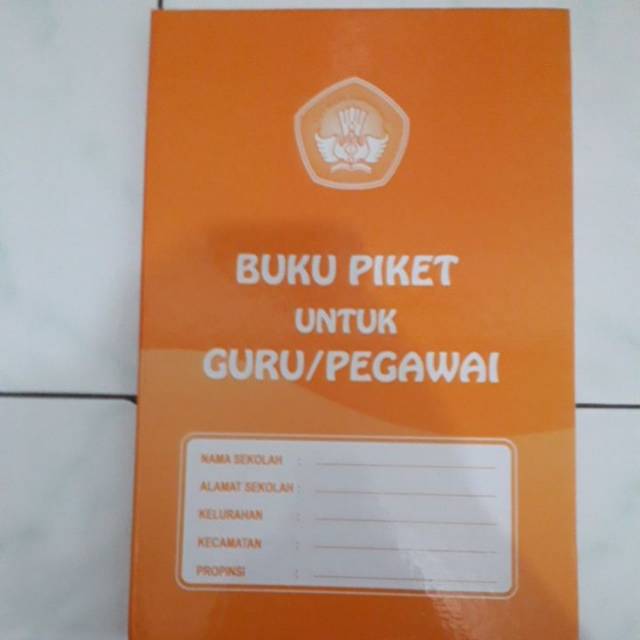 BUKU PIKET
UNTUK
GURU/PEGAWAI
NAMA SEKOLAH :
ALAMAT SEKOLAH :
KELURAHAN :
KECAMATAN :
PROPINSI :